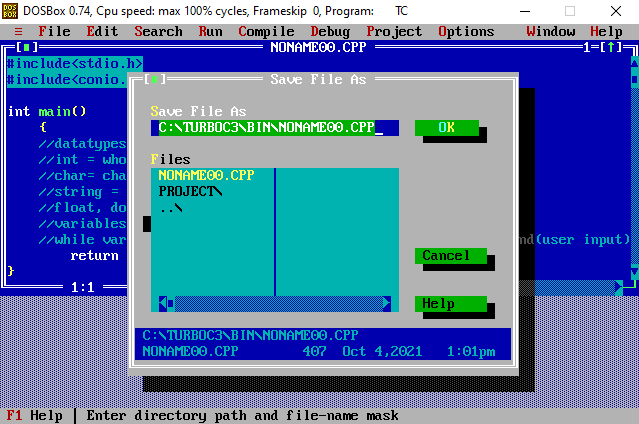 DOSBox 0.74, Cpu speed: max 100% cycles, Frameskip 0, Program: TC
≡ File Edit Search Run Compile Debug Project Options Window Help
[■] NONAME00.CPP 1=[↑]
#include<stdio.h>
#include<conio.
[■] Save File As
int main()
{
//datatypes
//int = who
//char= cha
//string =
//float, do
//variables
//while var
nd(user input)
return
}
1:1
Save File As
C:\TURBOC3\BIN\NONAME00.CPP_
OK
Files
NONAME00.CPP
PROJECT\
..\
Cancel
Help
C:\TURBOC3\BIN\NONAME00.CPP
NONAME00.CPP 407 Oct 4,2021 1:01pm
F1 Help | Enter directory path and file-name mask